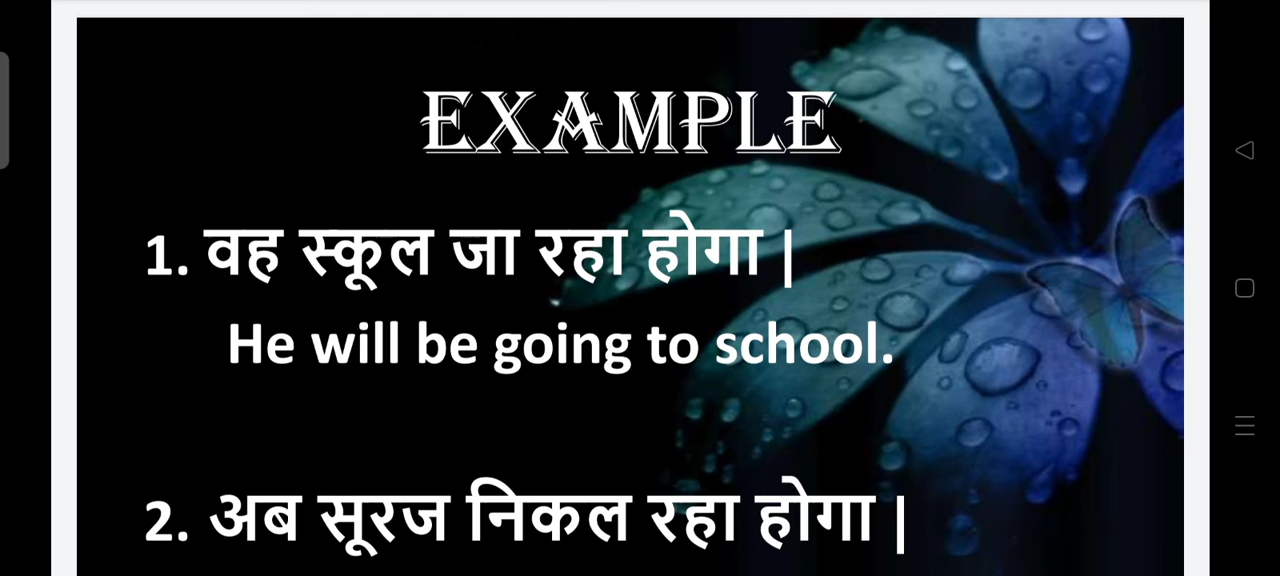 EXAMPLE
1. वह स्कूल जा रहा होगा |
He will be going to school.
2. अब सूरज निकल रहा होगा |